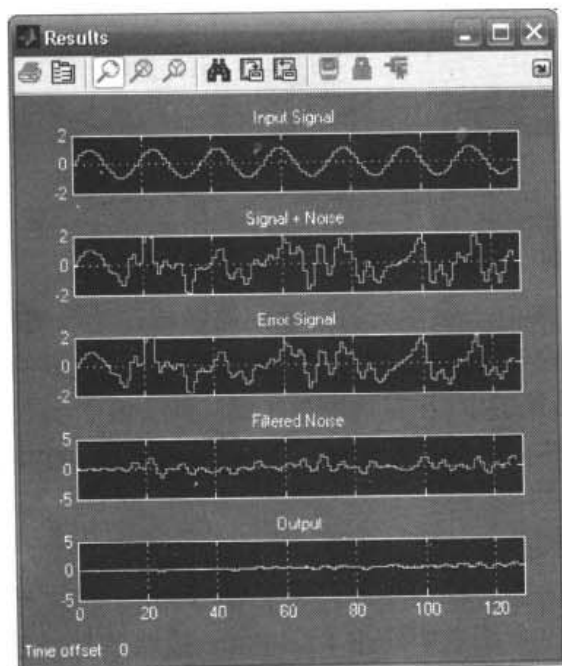 Results
Input Signal
2
0
-2
Signal + Noise
2
0
-2
Error Signal
2
0
-2
Filtered Noise
5
0
-5
Output
5
0
-5
0 20 40 60 80 100 120
Time offset 0